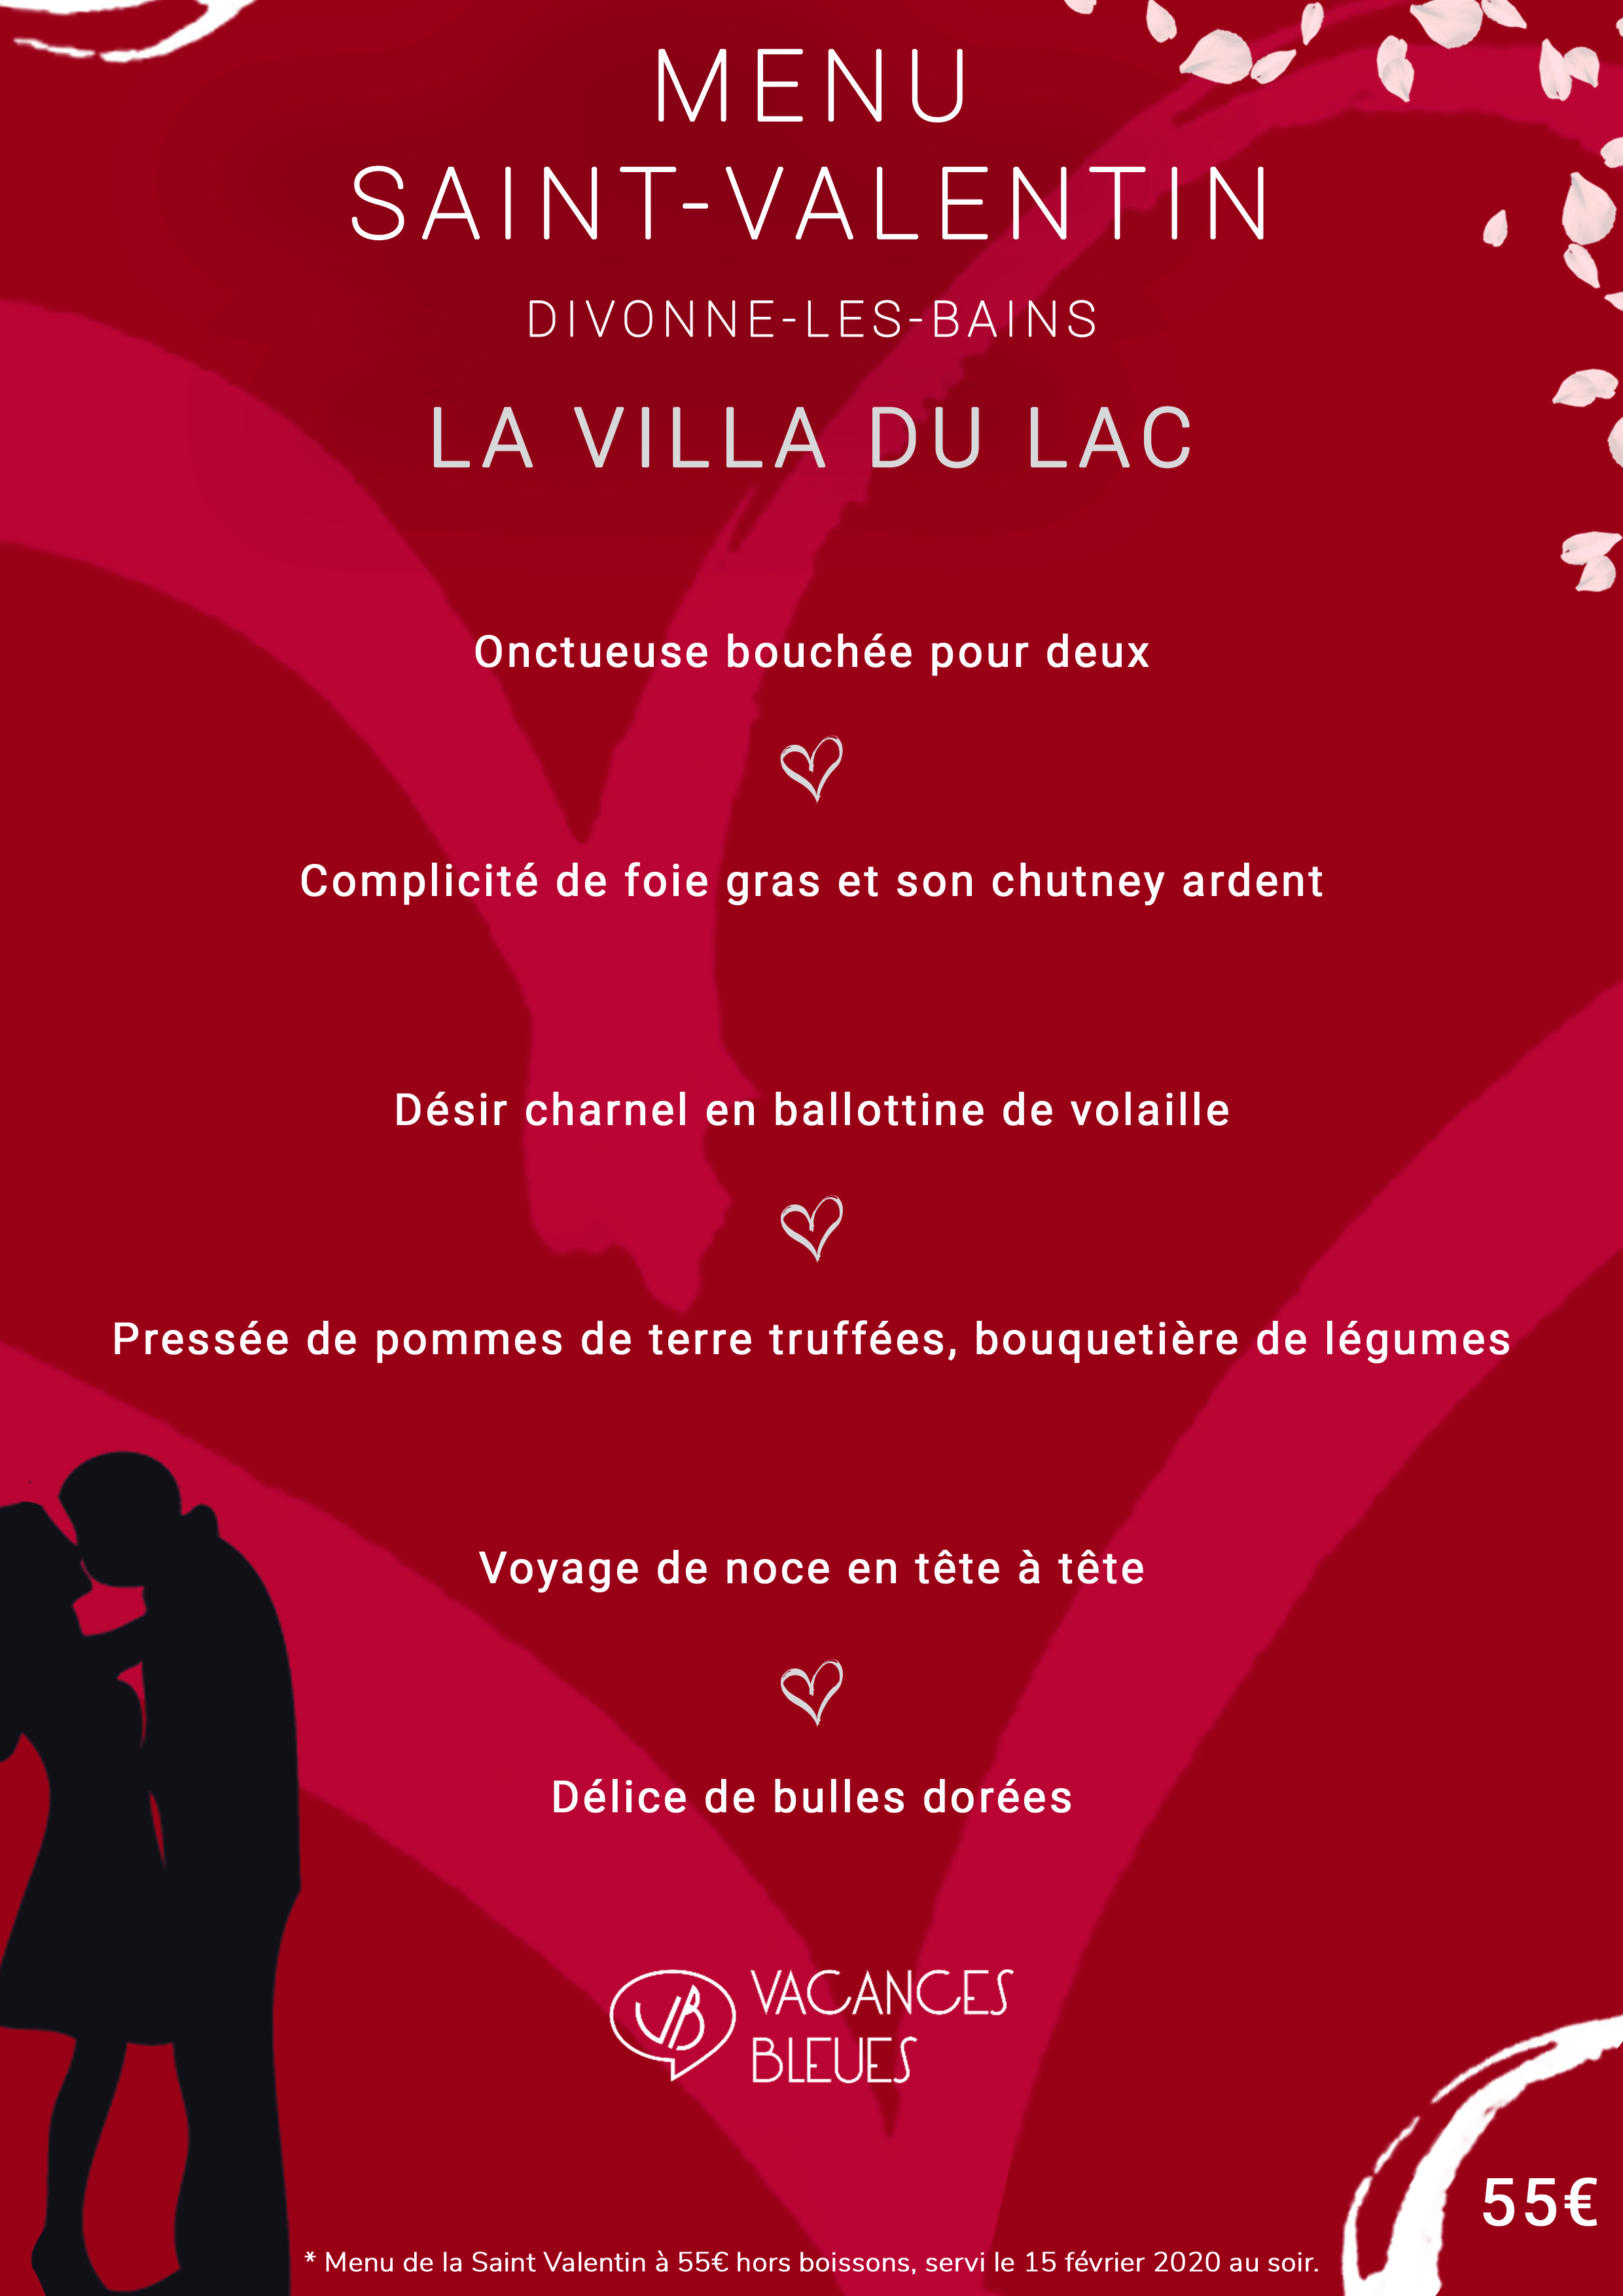 MENU
SAINT-VALENTIN
DIVONNE-LES-BAINS
LA VILLA DU LAC
Onctueuse bouchée pour deux
Complicité de foie gras et son chutney ardent
Désir charnel en ballottine de volaille
Pressée de pommes de terre truffées, bouquetière de légumes
Voyage de noce en tête à tête
Délice de bulles dorées
VB VACANCES
BLEUES
55€
* Menu de la Saint Valentin à 55€ hors boissons, servi le 15 février 2020 au soir.